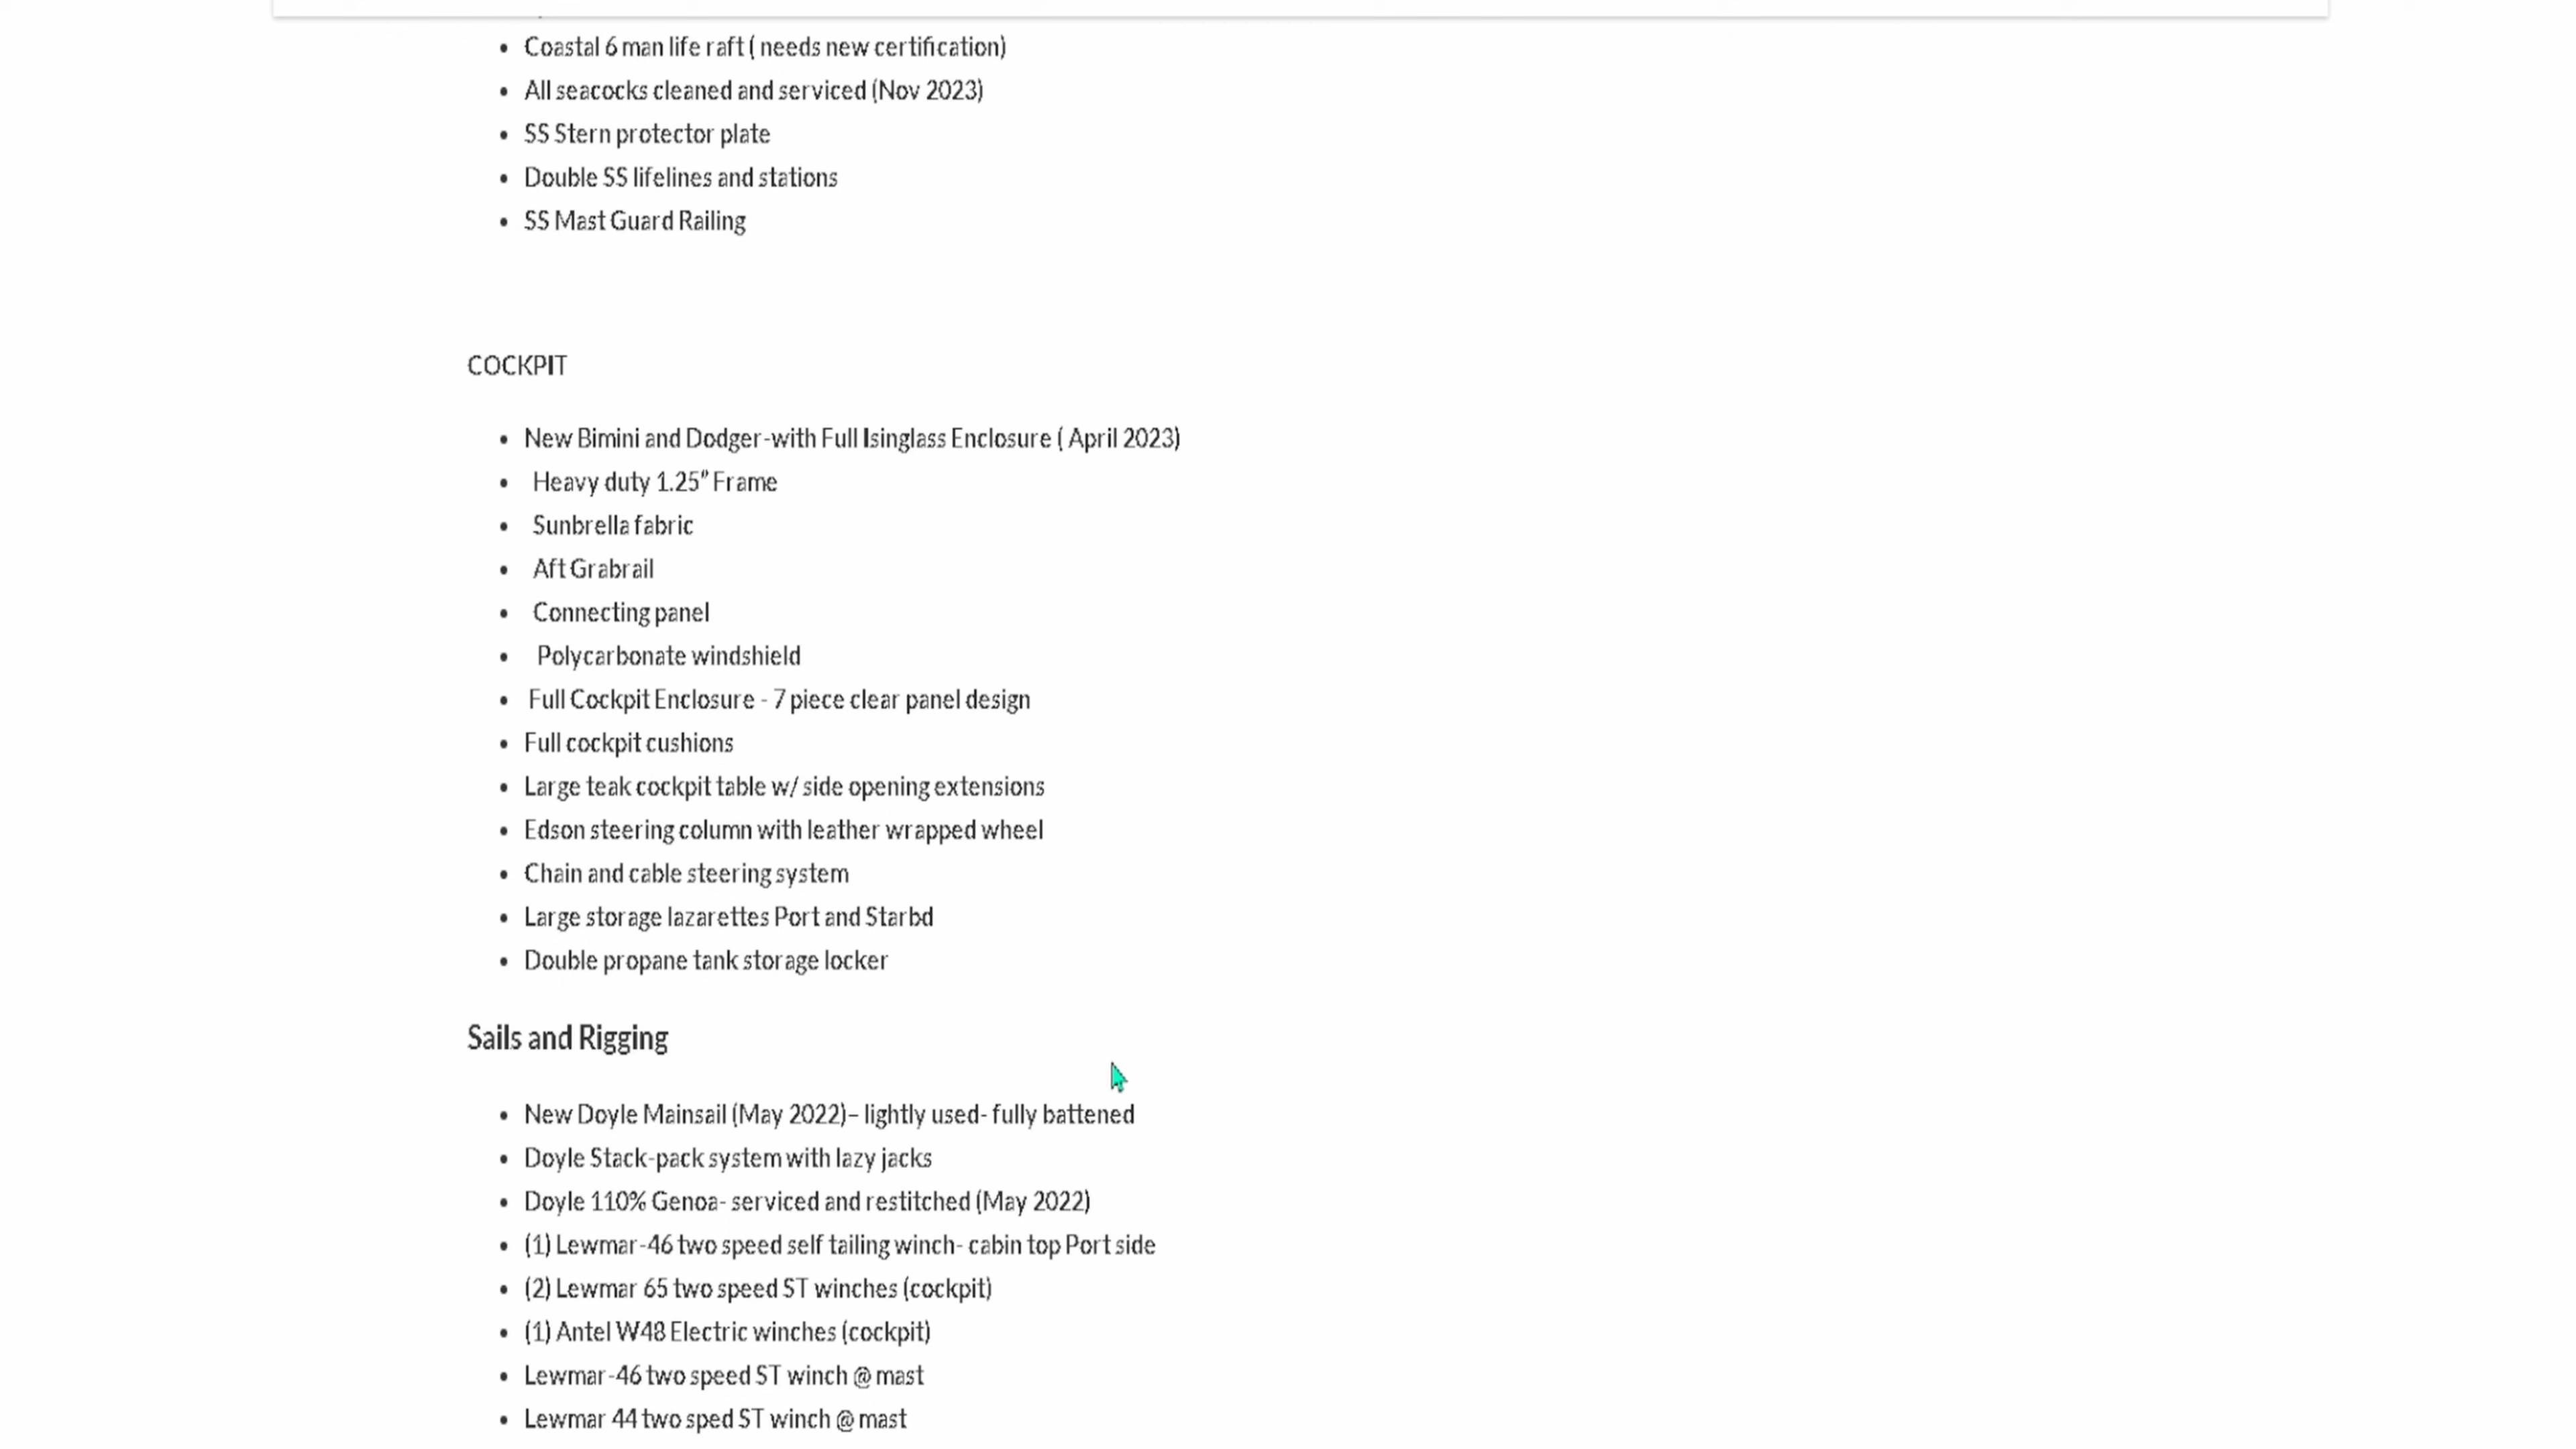 Coastal 6 man life raft ( needs new certification)
All seacocks cleaned and serviced (Nov 2023)
SS Stern protector plate
Double SS lifelines and stations
SS Mast Guard Railing
COCKPIT
New Bimini and Dodger-with Full Isinglass Enclosure ( April 2023)
Heavy duty 1.25” Frame
Sunbrella fabric
Aft Grabrail
Connecting panel
Polycarbonate windshield
Full Cockpit Enclosure - 7 piece clear panel design
Full cockpit cushions
Large teak cockpit table w/ side opening extensions
Edson steering column with leather wrapped wheel
Chain and cable steering system
Large storage lazarettes Port and Starbd
Double propane tank storage locker
Sails and Rigging
New Doyle Mainsail (May 2022)– lightly used- fully battened
Doyle Stack-pack system with lazy jacks
Doyle 110% Genoa- serviced and restitched (May 2022)
(1) Lewmar-46 two speed self tailing winch- cabin top Port side
(2) Lewmar 65 two speed ST winches (cockpit)
(1) Antel W48 Electric winches (cockpit)
Lewmar-46 two speed ST winch @ mast
Lewmar 44 two sped ST winch @ mast